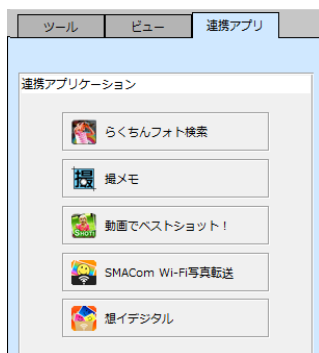 ツール ビュー 連携アプリ
連携アプリケーション
らくちんフォト検索
撮 撮メモ
SHOT! 動画でベストショット！
SMACom Wi-Fi写真転送
想イデジタル